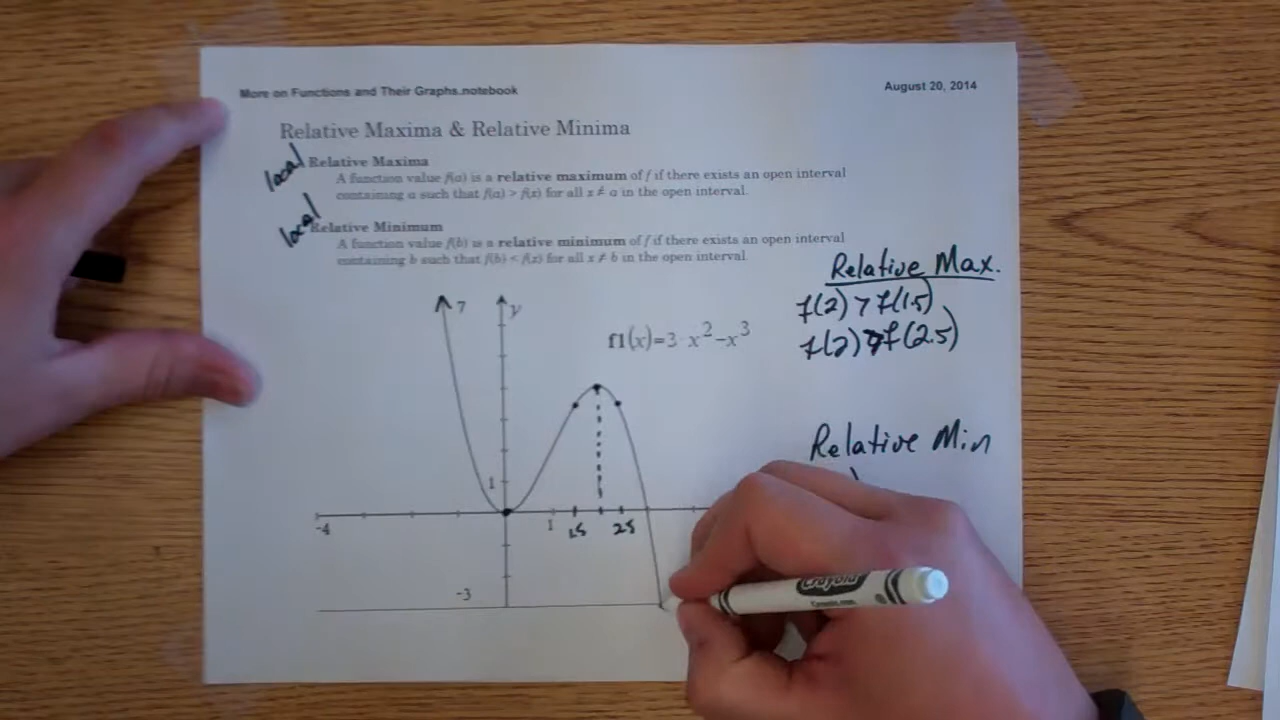 More on Functions and Their Graphs.notebook
August 20, 2014
Relative Maxima & Relative Minima
local Relative Maxima
A function value f(a) is a relative maximum of f if there exists an open interval
containing a such that f(a) > f(x) for all x ≠ a in the open interval.
local Relative Minimum
A function value f(b) is a relative minimum of f if there exists an open interval
containing b such that f(b) < f(x) for all x ≠ b in the open interval.
Relative Max.
f(2) > f(1.5)
f(2) > f(2.5)
7 y
f1(x)=3·x²−x³
Relative Min
1
-4 1 1.5 2.5
-3
Crayola